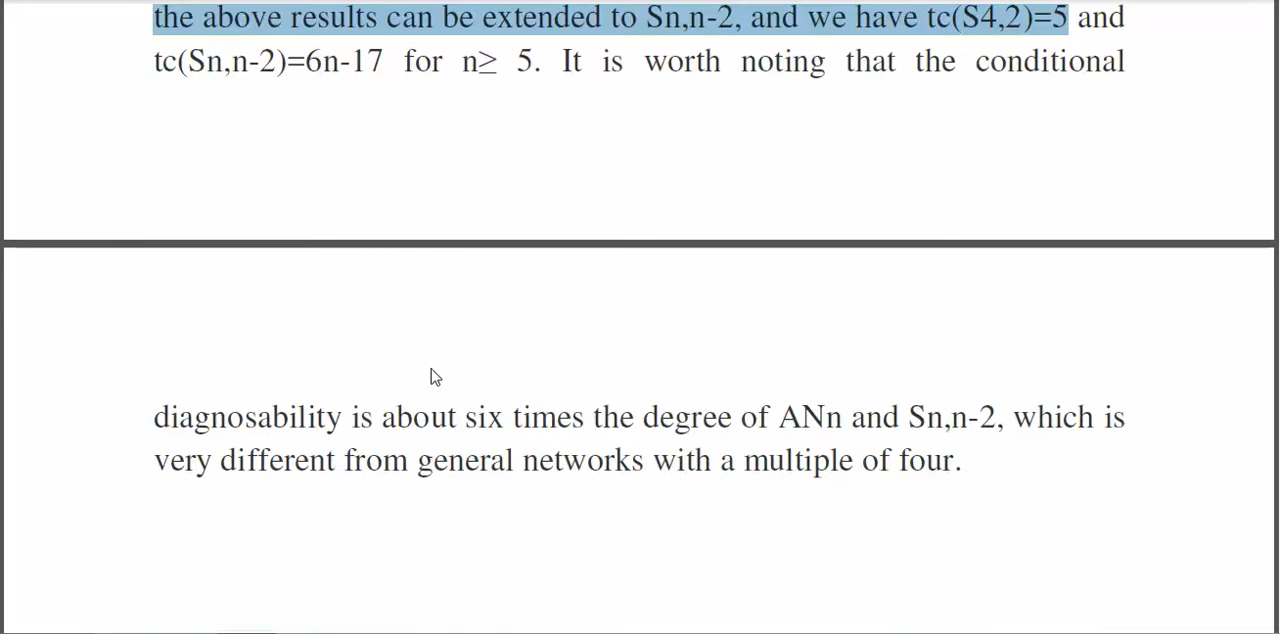 the above results can be extended to Sn,n-2, and we have tc(S4,2)=5 and
tc(Sn,n-2)=6n-17 for n≥ 5. It is worth noting that the conditional
diagnosability is about six times the degree of ANn and Sn,n-2, which is
very different from general networks with a multiple of four.